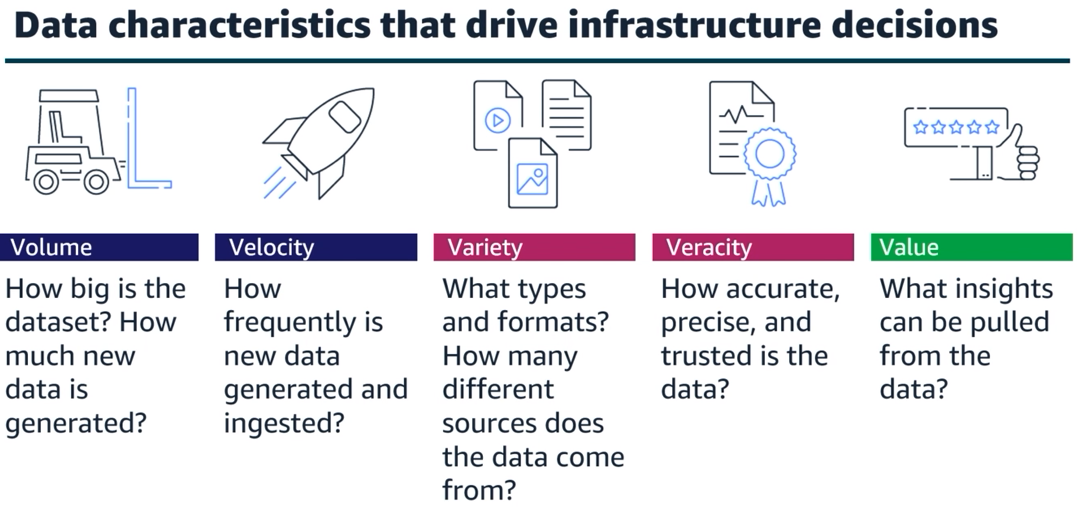 Data characteristics that drive infrastructure decisions
Volume
How big is the
dataset? How
much new
data is
generated?
Velocity
How
frequently is
new data
generated and
ingested?
Variety
What types
and formats?
How many
different
sources does
the data come
from?
Veracity
How accurate,
precise, and
trusted is the
data?
Value
What insights
can be pulled
from the
data?